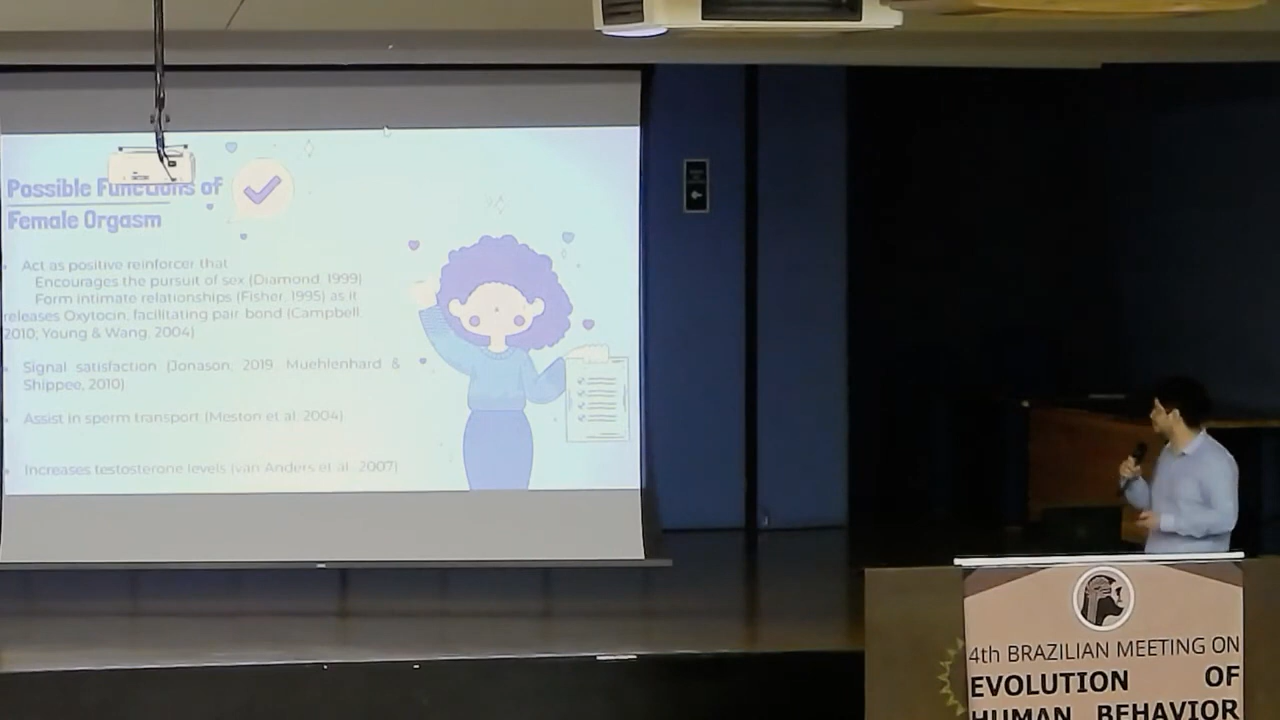 Possible Functions of
Female Orgasm
Act as positive reinforcer that
Encourages the pursuit of sex (Diamond, 1999)
Form intimate relationships (Fisher, 1995) as it
releases Oxytocin, facilitating pair bond (Campbell,
2010; Young & Wang, 2004)
Signal satisfaction (Jonason, 2019, Muehlenhard &
Shippee, 2010)
Assist in sperm transport (Meston et al. 2004)
Increases testosterone levels (van Anders et al., 2007)
4th BRAZILIAN MEETING ON
EVOLUTION OF
HUMAN BEHAVIOR